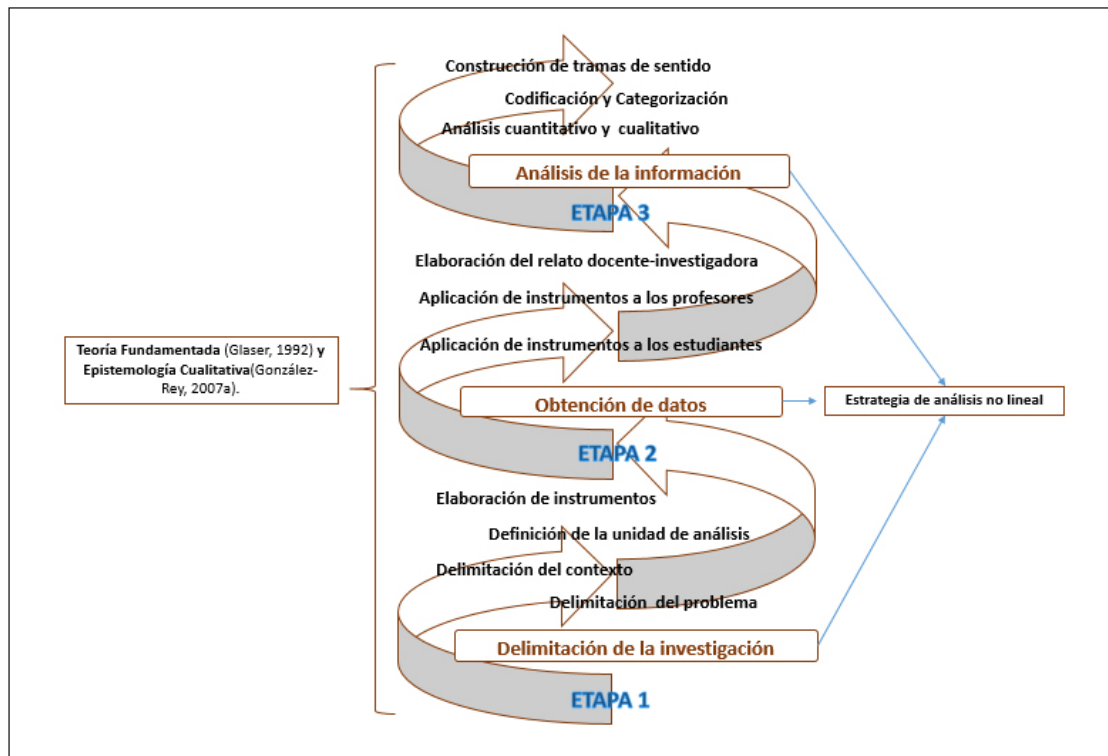 Construcción de tramas de sentido
Codificación y Categorización
Análisis cuantitativo y cualitativo
Análisis de la información
ETAPA 3
Elaboración del relato docente-investigadora
Aplicación de instrumentos a los profesores
Aplicación de instrumentos a los estudiantes
Teoría Fundamentada (Glaser, 1992) y
Epistemología Cualitativa(González-
Rey, 2007a).
Obtención de datos
Estrategia de análisis no lineal
ETAPA 2
Elaboración de instrumentos
Definición de la unidad de análisis
Delimitación del contexto
Delimitación del problema
Delimitación de la investigación
ETAPA 1